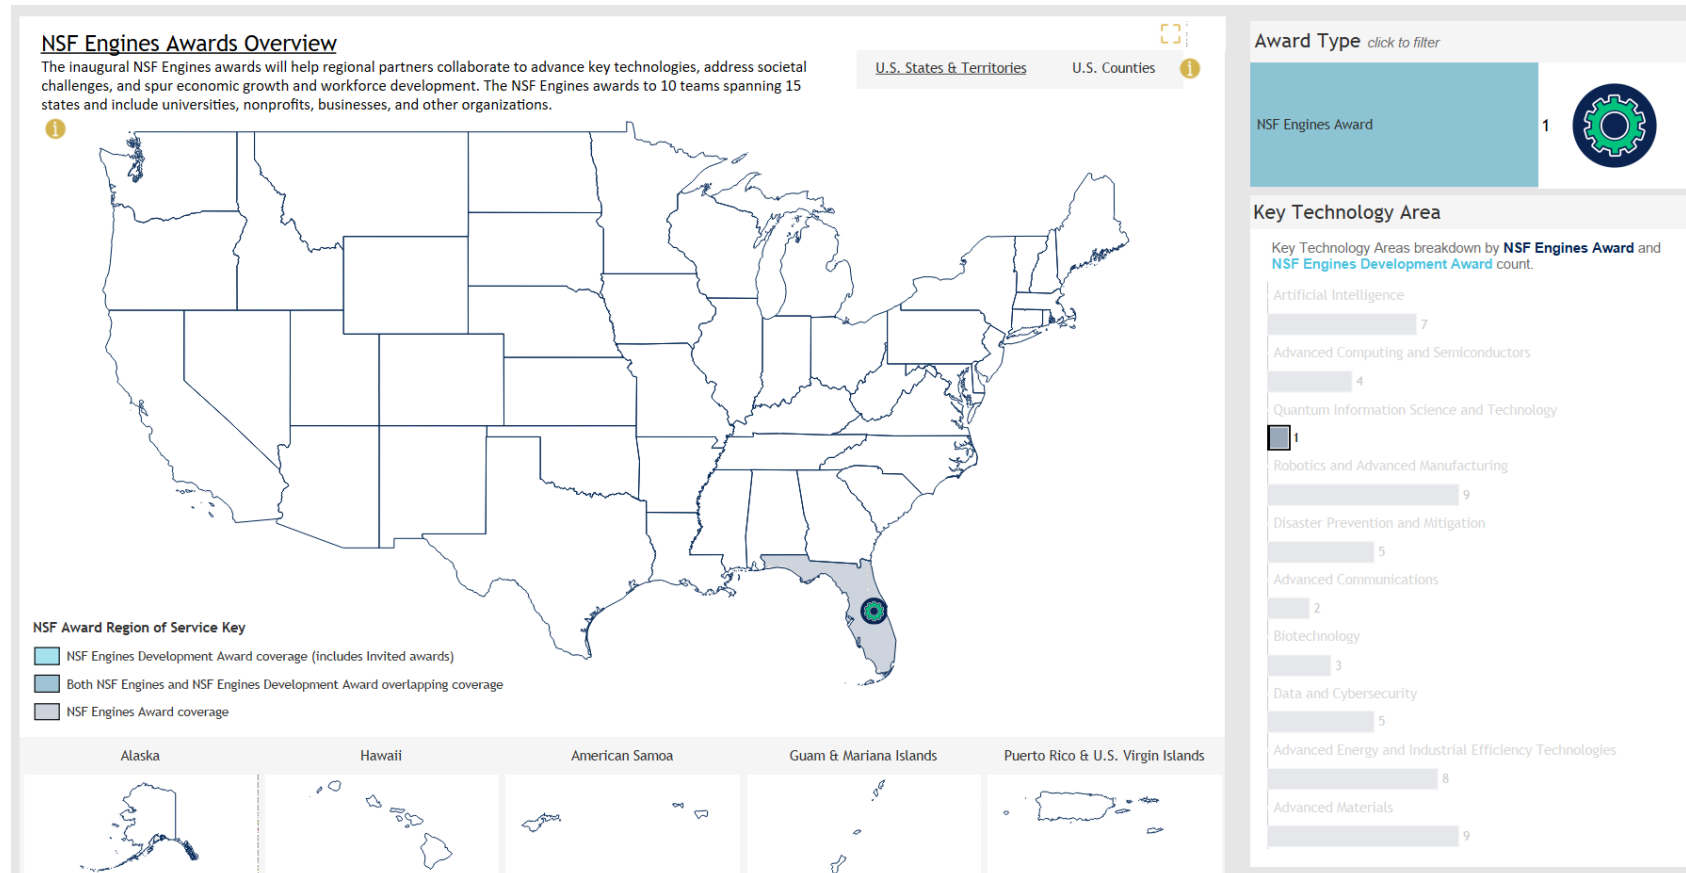 NSF Engines Awards Overview
The inaugural NSF Engines awards will help regional partners collaborate to advance key technologies, address societal
challenges, and spur economic growth and workforce development. The NSF Engines awards to 10 teams spanning 15
states and include universities, nonprofits, businesses, and other organizations.
U.S. States & Territories
U.S. Counties
i
i
NSF Award Region of Service Key
NSF Engines Development Award coverage (includes Invited awards)
Both NSF Engines and NSF Engines Development Award overlapping coverage
NSF Engines Award coverage
Alaska
Hawaii
American Samoa
Guam & Mariana Islands
Puerto Rico & U.S. Virgin Islands
Award Type click to filter
NSF Engines Award
1
Key Technology Area
Key Technology Areas breakdown by NSF Engines Award and
NSF Engines Development Award count.
Artificial Intelligence
7
Advanced Computing and Semiconductors
4
Quantum Information Science and Technology
1
Robotics and Advanced Manufacturing
9
Disaster Prevention and Mitigation
5
Advanced Communications
2
Biotechnology
3
Data and Cybersecurity
5
Advanced Energy and Industrial Efficiency Technologies
8
Advanced Materials
9